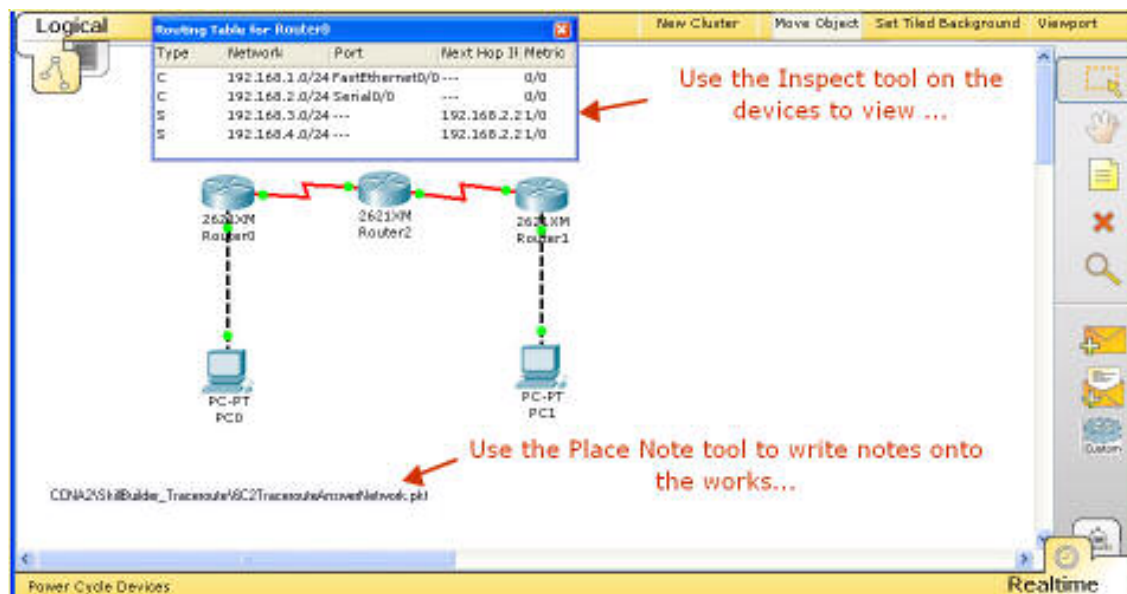 Logical
New Cluster Move Object Set Tiled Background Viewport
Routing Table for Router0
Type Network Port Next Hop IP Metric
C 192.168.1.0/24 FastEthernet0/0 --- 0/0
C 192.168.2.0/24 Serial0/0 --- 0/0
S 192.168.3.0/24 --- 192.168.2.2 1/0
S 192.168.4.0/24 --- 192.168.2.2 1/0
Use the Inspect tool on the
devices to view ...
2621XM
Router0
2621XM
Router2
2621XM
Router1
PC-PT
PC0
PC-PT
PC1
Use the Place Note tool to write notes onto
the works...
CCNA2\SkillBuilder_Traceroute\6C2TracerouteAnswerNetwork.pkt
Custom
Power Cycle Devices
Realtime